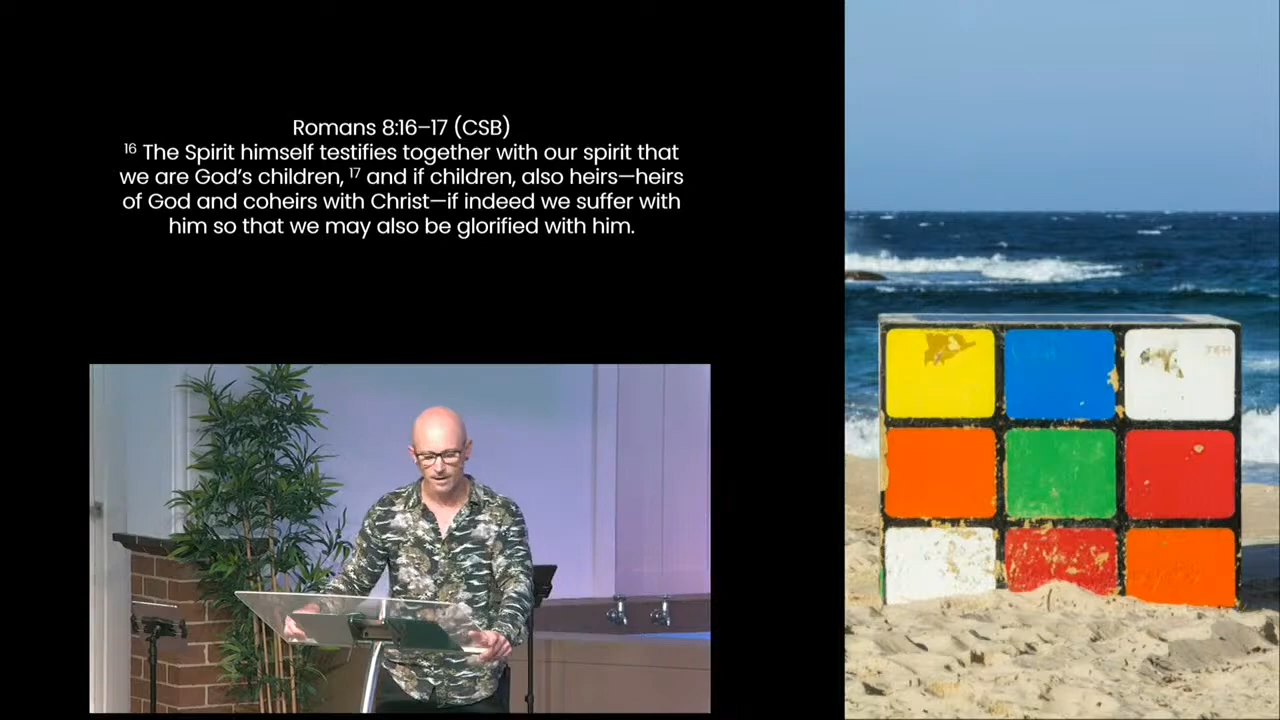 Romans 8:16–17 (CSB)
16 The Spirit himself testifies together with our spirit that
we are God’s children, 17 and if children, also heirs—heirs
of God and coheirs with Christ—if indeed we suffer with
him so that we may also be glorified with him.